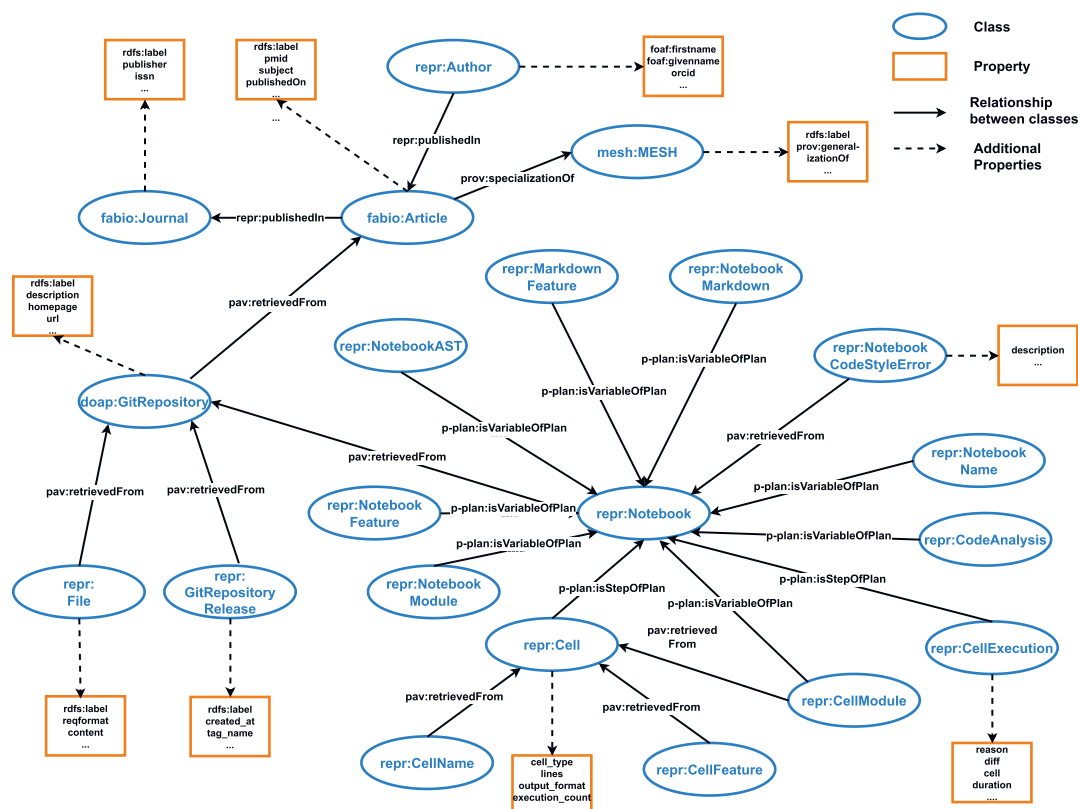 rdfs:label
publisher
issn
...
rdfs:label
pmid
subject
publishedOn
...
...
repr:Author
foaf:firstname
foaf:givenname
orcid
...
Class
Property
Relationship
between classes
Additional
Properties
repr:publishedIn
mesh:MESH
rdfs:label
prov:general-
izationOf
...
prov:specializationOf
fabio:Journal
repr:publishedIn
fabio:Article
rdfs:label
description
homepage
url
...
pav:retrievedFrom
repr:Markdown
Feature
repr:Notebook
Markdown
repr:NotebookAST
repr:Notebook
CodeStyleError
description
...
p-plan:isVariableOfPlan
p-plan:isVariableOfPlan
doap:GitRepository
p-plan:isVariableOfPlan
pav:retrievedFrom
pav:retrievedFrom
repr:Notebook
Name
p-plan:isVariableOfPlan
pav:retrievedFrom
pav:retrievedFrom
repr:Notebook
Feature
p-plan:isVariableOfPlan
repr:Notebook
p-plan:isVariableOfPlan
repr:CodeAnalysis
p-plan:isVariableOfPlan
repr:
File
repr:
GitRepository
Release
repr:Notebook
Module
p-plan:isStepOfPlan
p-plan:isStepOfPlan
p-plan:isVariableOfPlan
repr:Cell
pav:retrieved
From
repr:CellExecution
pav:retrievedFrom
repr:CellModule
pav:retrievedFrom
rdfs:label
reqformat
content
...
rdfs:label
created_at
tag_name
...
repr:CellName
cell_type
lines
output_format
execution_count
repr:CellFeature
reason
diff
cell
duration
....